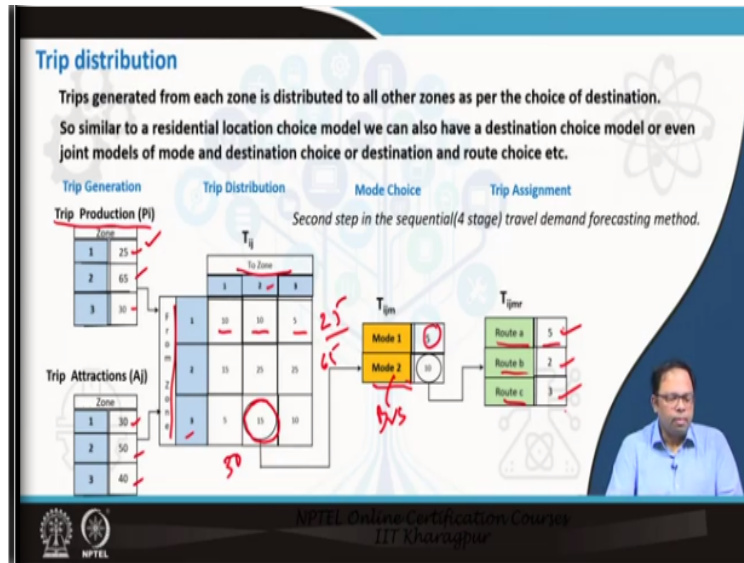 Trip distribution
Trips generated from each zone is distributed to all other zones as per the choice of destination.
So similar to a residential location choice model we can also have a destination choice model or even
joint models of mode and destination choice or destination and route choice etc.
Trip Generation
Trip Distribution
Mode Choice
Trip Assignment
Second step in the sequential(4 stage) travel demand forecasting method.
Trip Production (Pi)
Zone
1 25
2 65
3 30
Trip Attractions (Aj)
Zone
1 30
2 50
3 40
Tij
To Zone
1 2 3
From Zone
1 10 10 5 25
2 15 25 25 65
3 5 15 10
30
Tijm
Mode 1 5
Mode 2 10
BUS
Tijmr
Route a 5
Route b 2
Route c 3
NPTEL
NPTEL Online Certification Courses
IIT Kharagpur